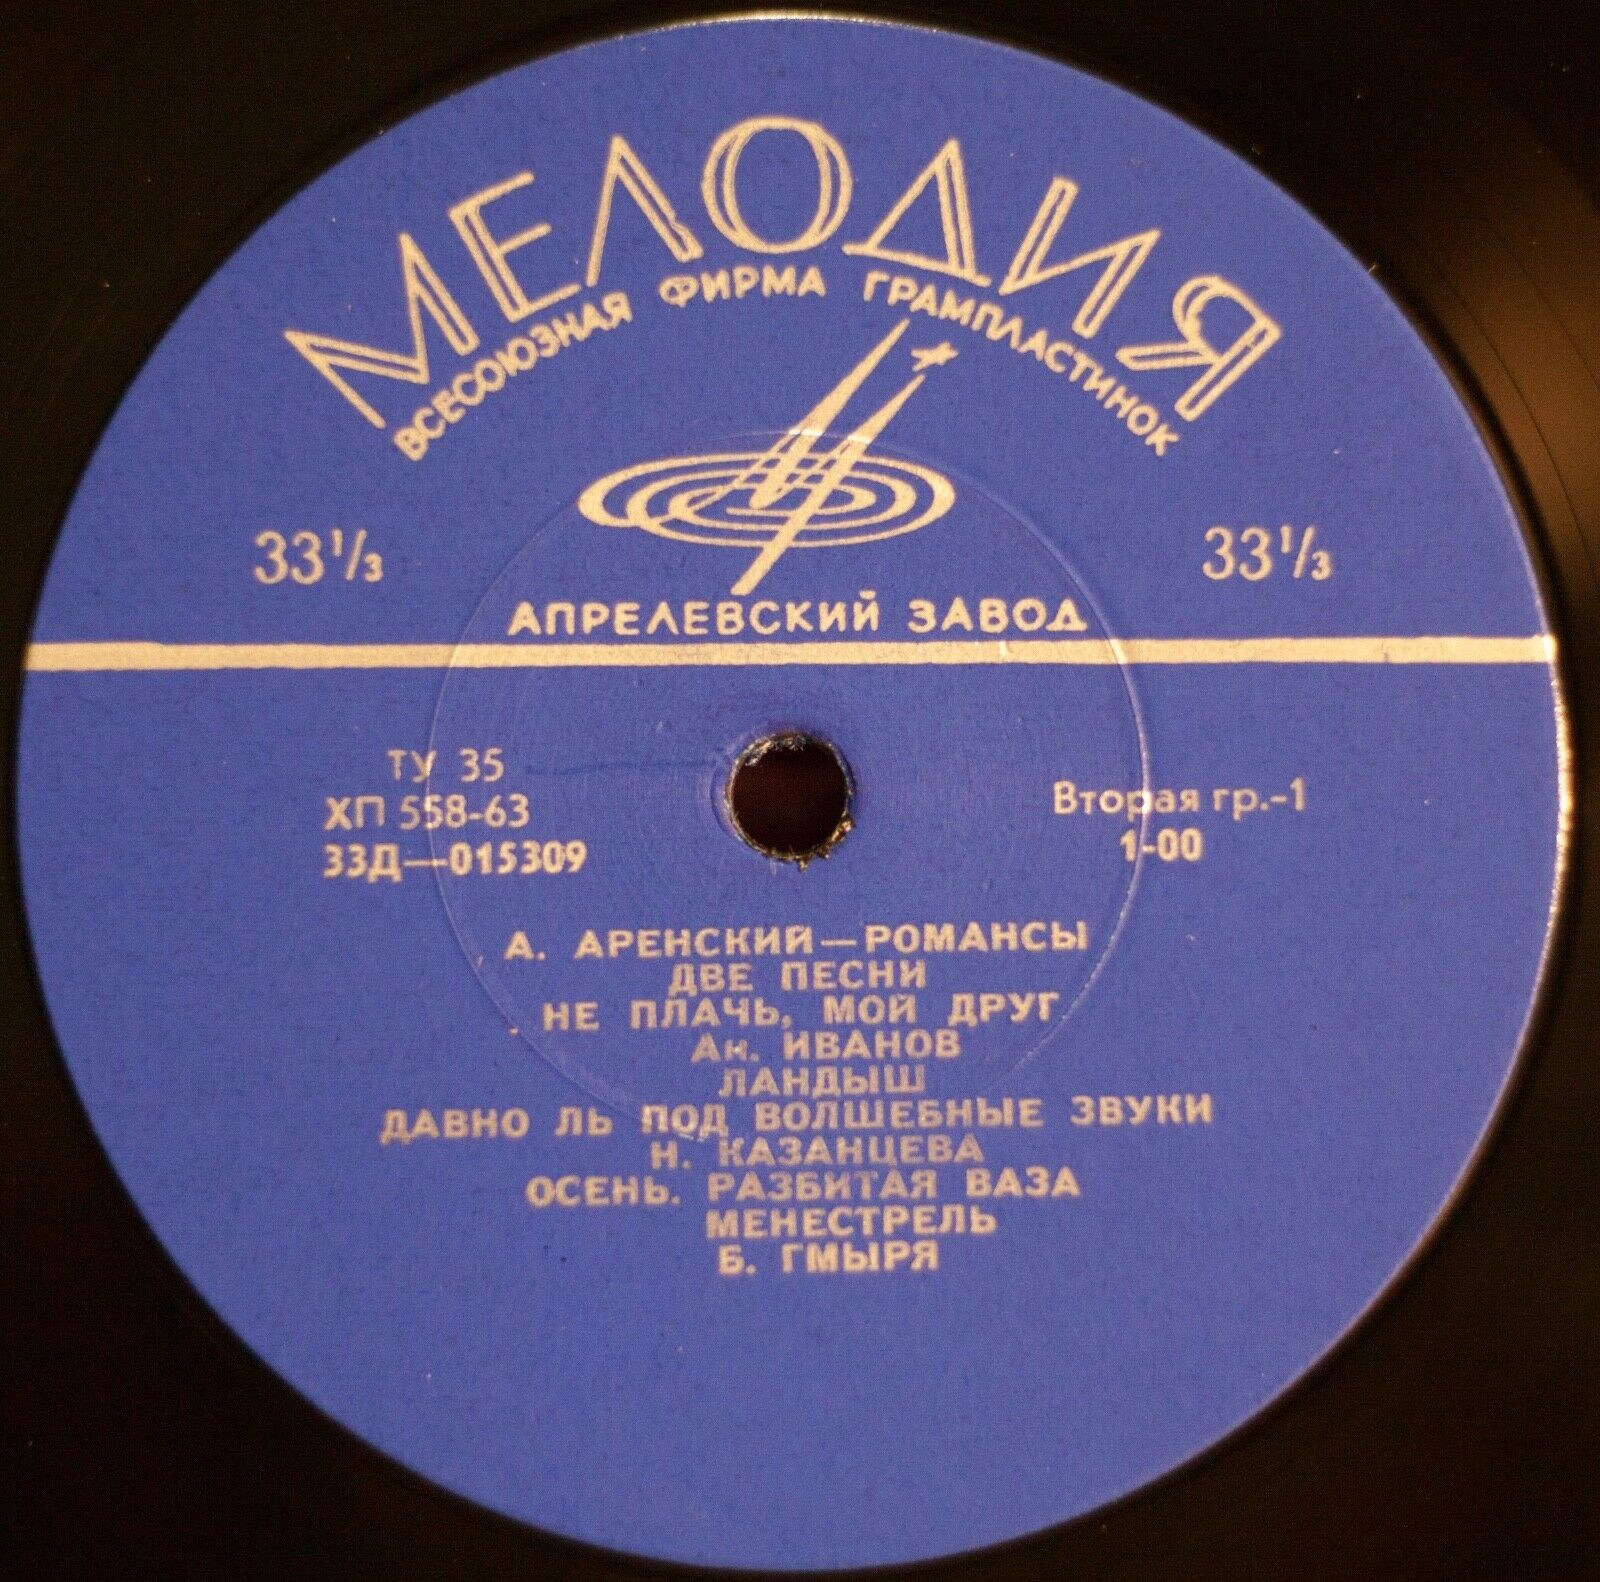 МЕЛОДИЯ
ВСЕСОЮЗНАЯ ФИРМА ГРАМПЛАСТИНОК
33⅓ 33⅓
АПРЕЛЕВСКИЙ ЗАВОД
ТУ 35
ХП 558-63
33Д—015309
Вторая гр.-1
1-00
А. АРЕНСКИЙ—РОМАНСЫ
ДВЕ ПЕСНИ
НЕ ПЛАЧЬ, МОЙ ДРУГ
Ан. ИВАНОВ
ЛАНДЫШ
ДАВНО ЛЬ ПОД ВОЛШЕБНЫЕ ЗВУКИ
Н. КАЗАНЦЕВА
ОСЕНЬ. РАЗБИТАЯ ВАЗА
МЕНЕСТРЕЛЬ
Б. ГМЫРЯ